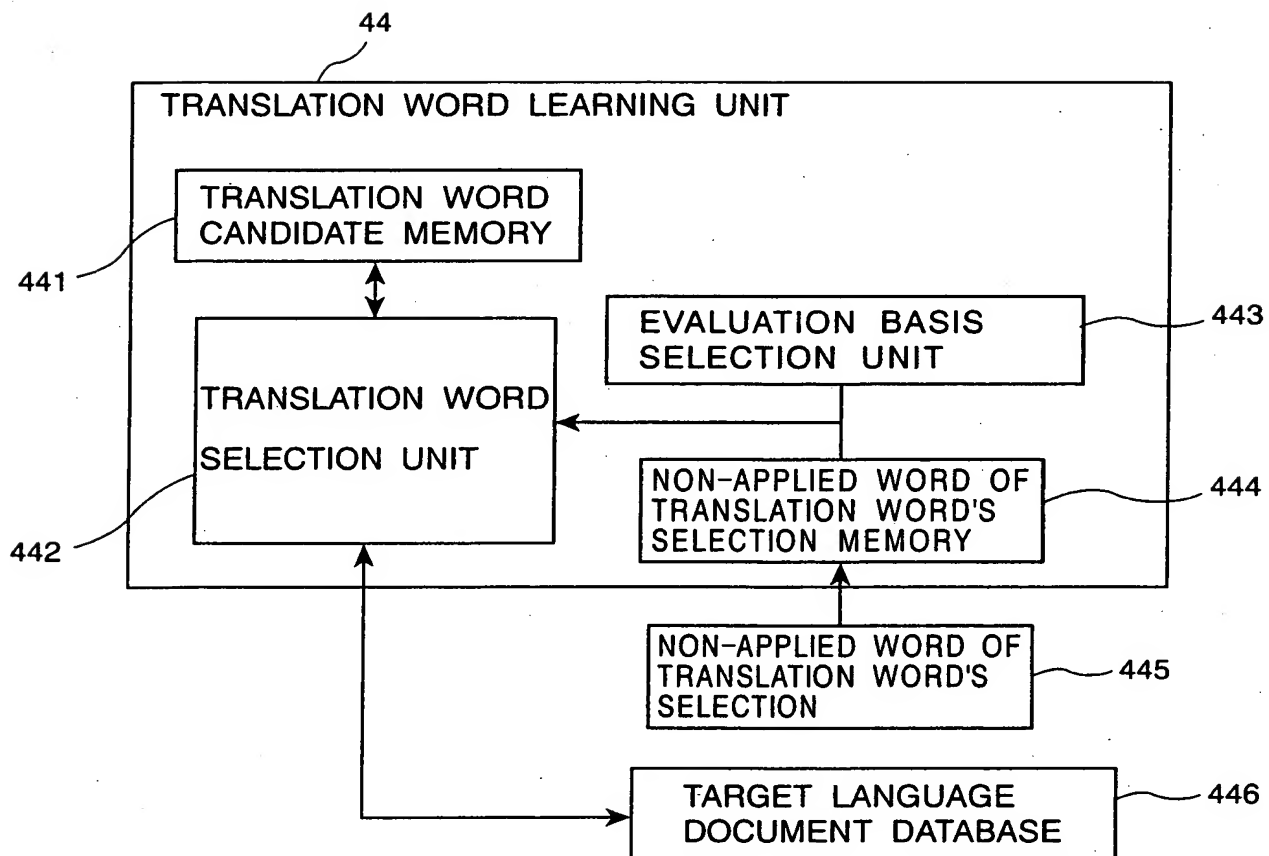 44
TRANSLATION WORD LEARNING UNIT
TRANSLATION WORD
CANDIDATE MEMORY
441
EVALUATION BASIS
SELECTION UNIT
443
TRANSLATION WORD
SELECTION UNIT
442
NON-APPLIED WORD OF
TRANSLATION WORD'S
SELECTION MEMORY
444
NON-APPLIED WORD OF
TRANSLATION WORD'S
SELECTION
445
TARGET LANGUAGE
DOCUMENT DATABASE
446